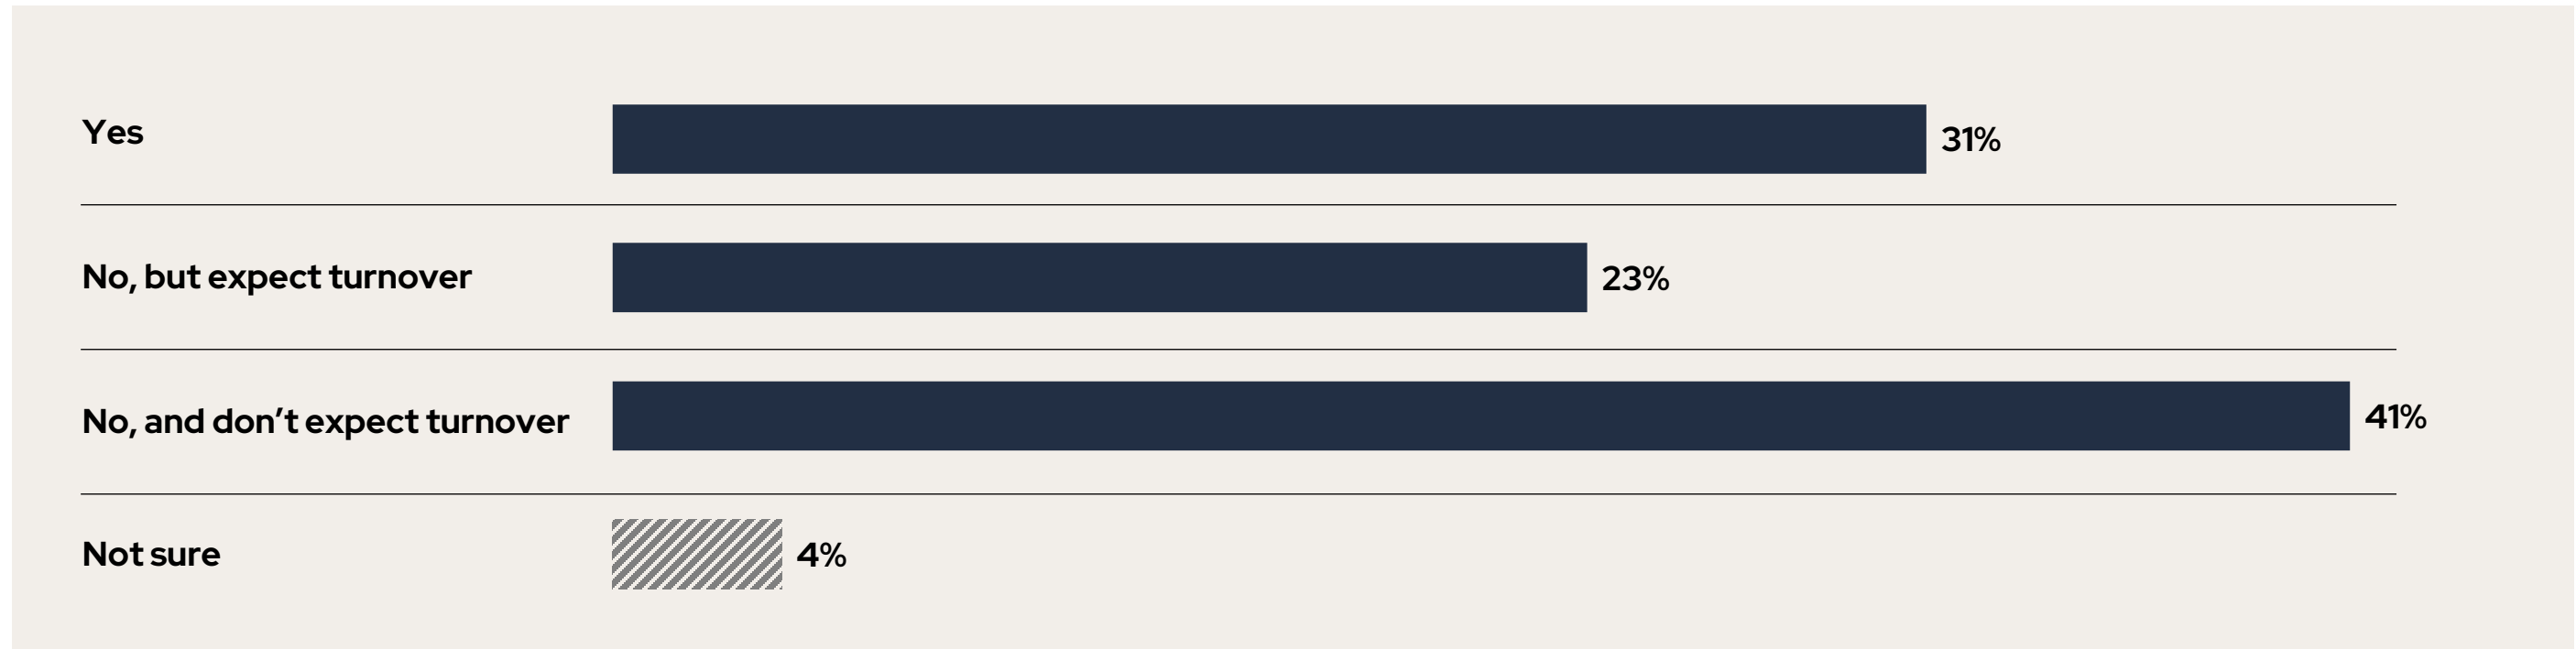 Yes
31%
No, but expect turnover
23%
No, and don’t expect turnover
41%
Not sure
4%